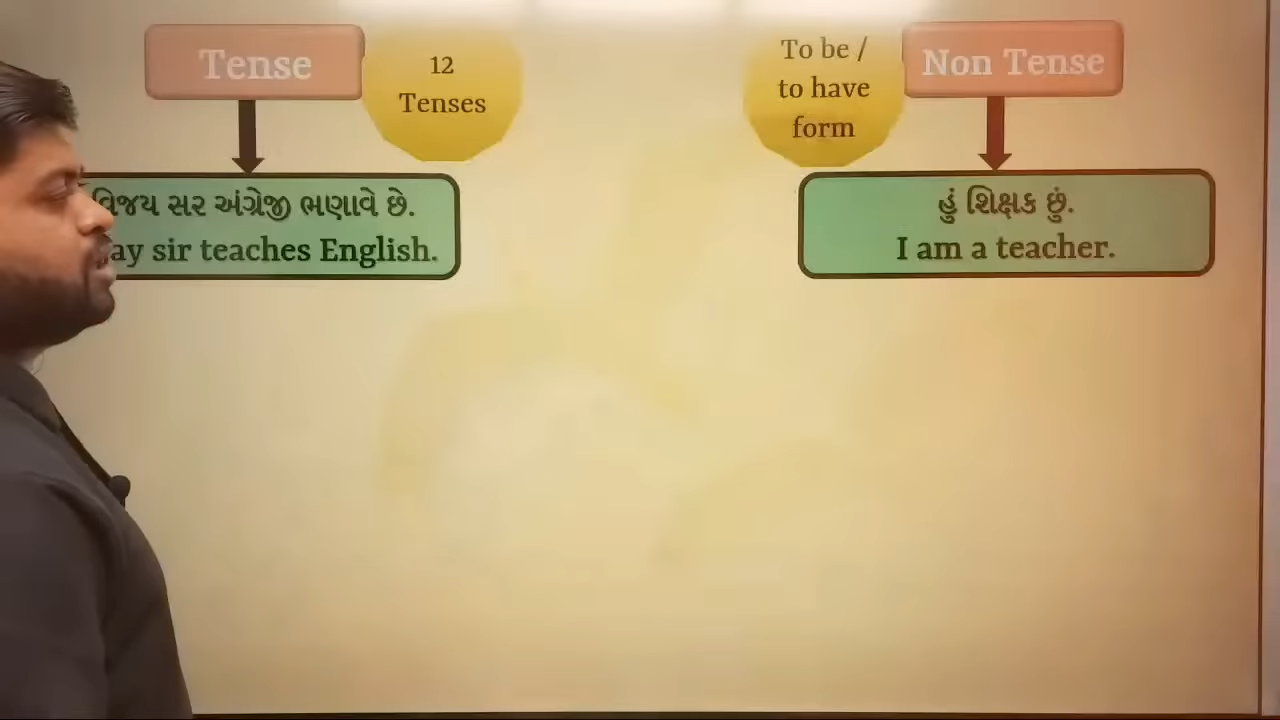 Tense
12
Tenses
To be /
to have
form
Non Tense
વિજય સર અંગ્રેજી ભણાવે છે.
sir teaches English.
હું શિક્ષક છું.
I am a teacher.